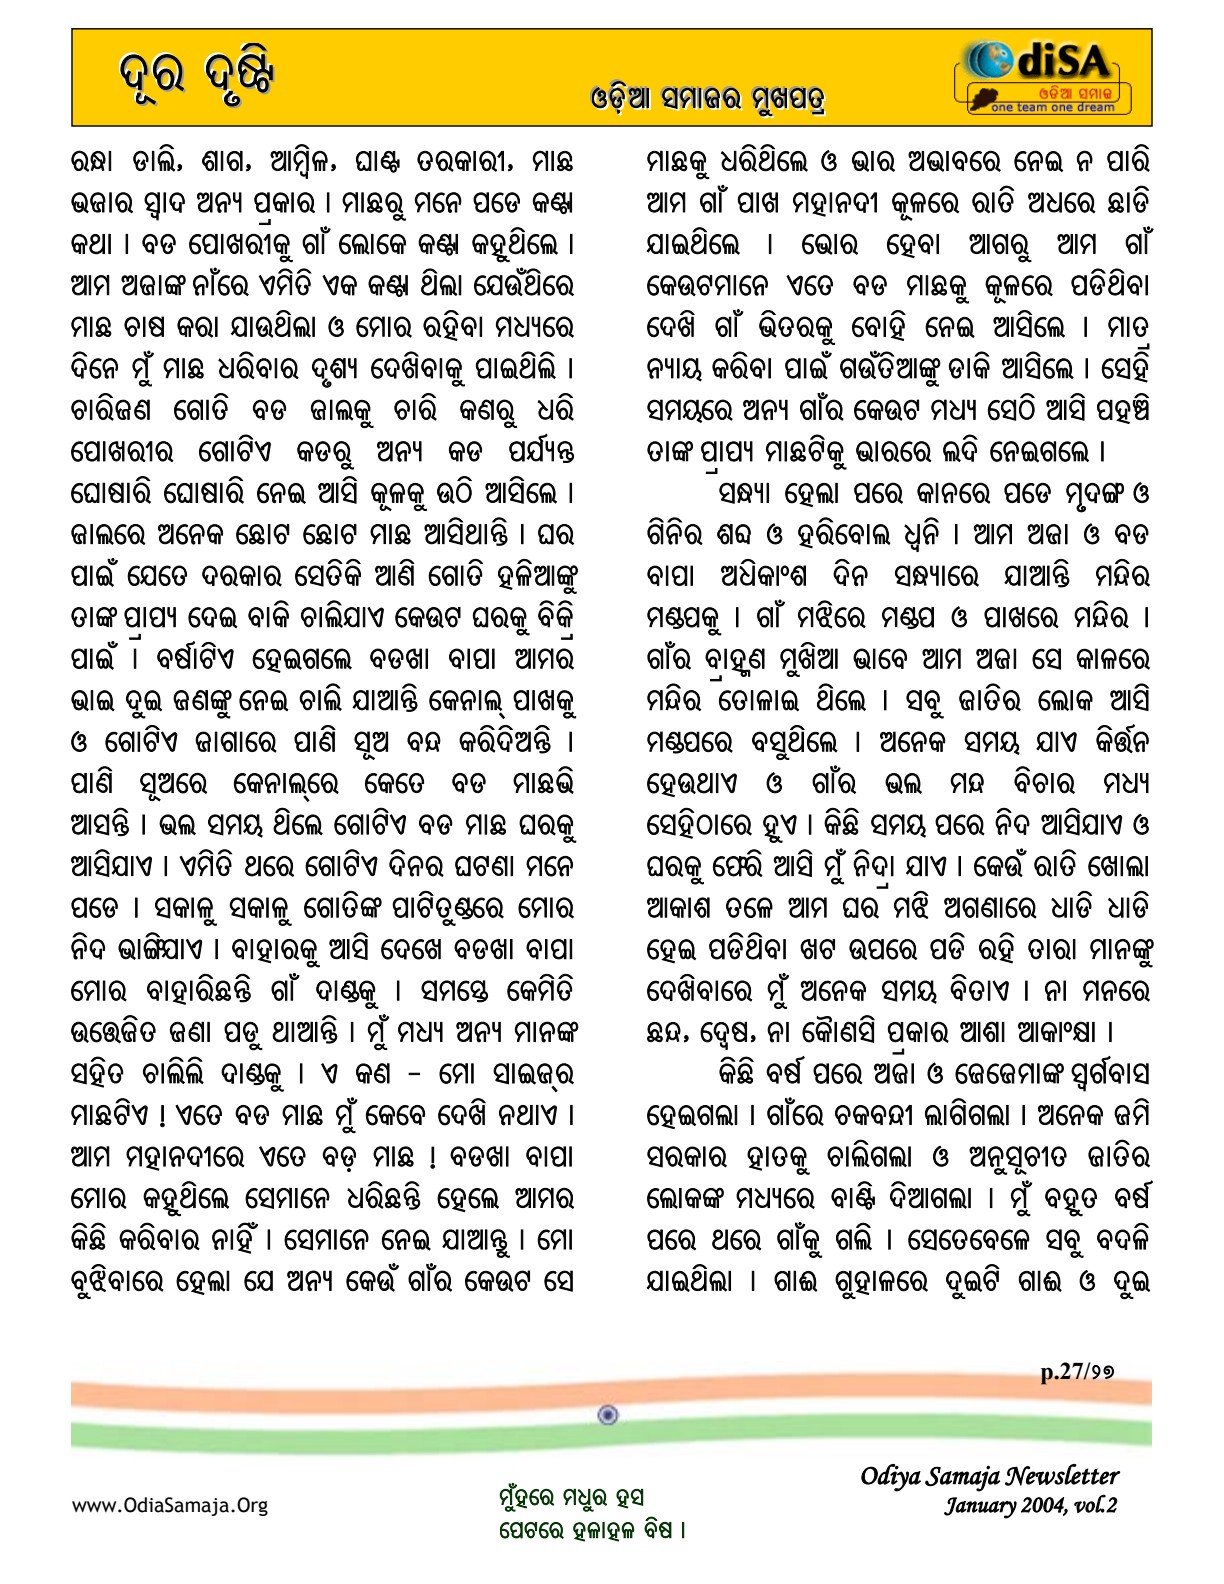 ଦୂର ଦୃଷ୍ଟି
ଓଡ଼ିଆ ସମାଜର ମୁଖପତ୍ର
OdiSA
ଓଡିଆ ସମାଜ
one team one dream
ରନ୍ଧା ଡାଲି, ଶାଗ, ଆମ୍ବିଳ, ଘାଣ୍ଟ ତରକାରୀ, ମାଛ
ଭଜାର ସ୍ୱାଦ ଅନ୍ୟ ପ୍ରକାର । ମାଛରୁ ମନେ ପଡେ କଣ୍ଟା
କଥା । ବଡ ପୋଖରୀକୁ ଗାଁ ଲୋକେ କଣ୍ଟା କହୁଥିଲେ ।
ଆମ ଅଜାଙ୍କ ନାଁରେ ଏମିତି ଏକ କଣ୍ଟା ଥିଲା ଯେଉଁଥିରେ
ମାଛ ଚାଷ କରା ଯାଉଥିଲା ଓ ମୋର ରହିବା ମଧ୍ୟରେ
ଦିନେ ମୁଁ ମାଛ ଧରିବାର ଦୃଶ୍ୟ ଦେଖିବାକୁ ପାଇଥିଲି ।
ଚାରିଜଣ ଗୋତି ବଡ ଜାଲକୁ ଚାରି କଣରୁ ଧରି
ପୋଖରୀର ଗୋଟିଏ କଡରୁ ଅନ୍ୟ କଡ ପର୍ଯ୍ୟନ୍ତ
ଘୋଷାରି ଘୋଷାରି ନେଇ ଆସି କୂଳକୁ ଉଠି ଆସିଲେ ।
ଜାଲରେ ଅନେକ ଛୋଟ ଛୋଟ ମାଛ ଆସିଥାନ୍ତି । ଘର
ପାଇଁ ଯେତେ ଦରକାର ସେତିକି ଆଣି ଗୋତି ହଳିଆଙ୍କୁ
ତାଙ୍କ ପ୍ରାପ୍ୟ ଦେଇ ବାକି ଚାଲିଯାଏ କେଉଟ ଘରକୁ ବିକ୍ରି
ପାଇଁ । ବର୍ଷାଟିଏ ହେଇଗଲେ ବଡଖା ବାପା ଆମର
ଭାଇ ଦୁଇ ଜଣଙ୍କୁ ନେଇ ଚାଲି ଯାଆନ୍ତି କେନାଲ୍ ପାଖକୁ
ଓ ଗୋଟିଏ ଜାଗାରେ ପାଣି ସୂଅ ବନ୍ଦ କରିଦିଅନ୍ତି ।
ପାଣି ସୂଅରେ କେନାଲ୍‌ରେ କେତେ ବଡ ମାଛଭି
ଆସନ୍ତି । ଭଲ ସମୟ ଥିଲେ ଗୋଟିଏ ବଡ ମାଛ ଘରକୁ
ଆସିଯାଏ । ଏମିତି ଥରେ ଗୋଟିଏ ଦିନର ଘଟଣା ମନେ
ପଡେ । ସକାଳୁ ସକାଳୁ ଗୋତିଙ୍କ ପାଟିତୁଣ୍ଡରେ ମୋର
ନିଦ ଭାଙ୍ଗିଯାଏ । ବାହାରକୁ ଆସି ଦେଖେ ବଡଖା ବାପା
ମୋର ବାହାରିଛନ୍ତି ଗାଁ ଦାଣ୍ଡକୁ । ସମସ୍ତେ କେମିତି
ଉତ୍ତେଜିତ ଜଣା ପଡୁ ଥାଆନ୍ତି । ମୁଁ ମଧ୍ୟ ଅନ୍ୟ ମାନଙ୍କ
ସହିତ ଚାଲିଲି ଦାଣ୍ଡକୁ । ଏ କଣ – ମୋ ସାଇଜ୍‌ର
ମାଛଟିଏ ! ଏତେ ବଡ ମାଛ ମୁଁ କେବେ ଦେଖି ନଥାଏ ।
ଆମ ମହାନଦୀରେ ଏତେ ବଡ଼ ମାଛ ! ବଡଖା ବାପା
ମୋର କହୁଥିଲେ ସେମାନେ ଧରିଛନ୍ତି ହେଲେ ଆମର
କିଛି କରିବାର ନାହିଁ । ସେମାନେ ନେଇ ଯାଆନ୍ତୁ । ମୋ
ବୁଝିବାରେ ହେଲା ଯେ ଅନ୍ୟ କେଉଁ ଗାଁର କେଉଟ ସେ
ମାଛକୁ ଧରିଥିଲେ ଓ ଭାର ଅଭାବରେ ନେଇ ନ ପାରି
ଆମ ଗାଁ ପାଖ ମହାନଦୀ କୂଳରେ ରାତି ଅଧରେ ଛାଡି
ଯାଇଥିଲେ । ଭୋର ହେବା ଆଗରୁ ଆମ ଗାଁ
କେଉଟମାନେ ଏତେ ବଡ ମାଛକୁ କୂଳରେ ପଡିଥିବା
ଦେଖି ଗାଁ ଭିତରକୁ ବୋହି ନେଇ ଆସିଲେ । ମାତ୍ର
ନ୍ୟାୟ କରିବା ପାଇଁ ଗଉଁତିଆଙ୍କୁ ଡାକି ଆସିଲେ । ସେହି
ସମୟରେ ଅନ୍ୟ ଗାଁର କେଉଟ ମଧ୍ୟ ସେଠି ଆସି ପହଞ୍ଚି
ତାଙ୍କ ପ୍ରାପ୍ୟ ମାଛଟିକୁ ଭାରରେ ଲଦି ନେଇଗଲେ ।
ସନ୍ଧ୍ୟା ହେଲା ପରେ କାନରେ ପଡେ ମୃଦଙ୍ଗ ଓ
ଗିନିର ଶବ୍ଦ ଓ ହରିବୋଲ ଧ୍ୱନି । ଆମ ଅଜା ଓ ବଡ
ବାପା ଅଧିକାଂଶ ଦିନ ସନ୍ଧ୍ୟାରେ ଯାଆନ୍ତି ମନ୍ଦିର
ମଣ୍ଡପକୁ । ଗାଁ ମଝିରେ ମଣ୍ଡପ ଓ ପାଖରେ ମନ୍ଦିର ।
ଗାଁର ବ୍ରାହ୍ମଣ ମୁଖିଆ ଭାବେ ଆମ ଅଜା ସେ କାଳରେ
ମନ୍ଦିର ତୋଳାଇ ଥିଲେ । ସବୁ ଜାତିର ଲୋକ ଆସି
ମଣ୍ଡପରେ ବସୁଥିଲେ । ଅନେକ ସମୟ ଯାଏ କିର୍ତ୍ତନ
ହେଉଥାଏ ଓ ଗାଁର ଭଲ ମନ୍ଦ ବିଚାର ମଧ୍ୟ
ସେହିଠାରେ ହୁଏ । କିଛି ସମୟ ପରେ ନିଦ ଆସିଯାଏ ଓ
ଘରକୁ ଫେରି ଆସି ମୁଁ ନିଦ୍ରା ଯାଏ । କେଉଁ ରାତି ଖୋଲା
ଆକାଶ ତଳେ ଆମ ଘର ମଝି ଅଗଣାରେ ଧାଡି ଧାଡି
ହେଇ ପଡିଥିବା ଖଟ ଉପରେ ପଡି ରହି ତାରା ମାନଙ୍କୁ
ଦେଖିବାରେ ମୁଁ ଅନେକ ସମୟ ବିତାଏ । ନା ମନରେ
ଛନ୍ଦ, ଦ୍ୱେଷ, ନା କୌଣସି ପ୍ରକାର ଆଶା ଆକାଂକ୍ଷା ।
କିଛି ବର୍ଷ ପରେ ଅଜା ଓ ଜେଜେମାଙ୍କ ସ୍ୱର୍ଗବାସ
ହେଇଗଲା । ଗାଁରେ ଚକବନ୍ଦୀ ଲାଗିଗଲା । ଅନେକ ଜମି
ସରକାର ହାତକୁ ଚାଲିଗଲା ଓ ଅନୁସୂଚୀତ ଜାତିର
ଲୋକଙ୍କ ମଧ୍ୟରେ ବାଣ୍ଟି ଦିଆଗଲା । ମୁଁ ବହୁତ ବର୍ଷ
ପରେ ଥରେ ଗାଁକୁ ଗଲି । ସେତେବେଳେ ସବୁ ବଦଳି
ଯାଇଥିଲା । ଗାଈ ଗୁହାଳରେ ଦୁଇଟି ଗାଈ ଓ ଦୁଇ
p.27/୨୭
www.OdiaSamaja.Org
ମୁଁହରେ ମଧୁର ହସ
ପେଟରେ ହଳାହଳ ବିଷ ।
Odiya Samaja Newsletter
January 2004, vol.2